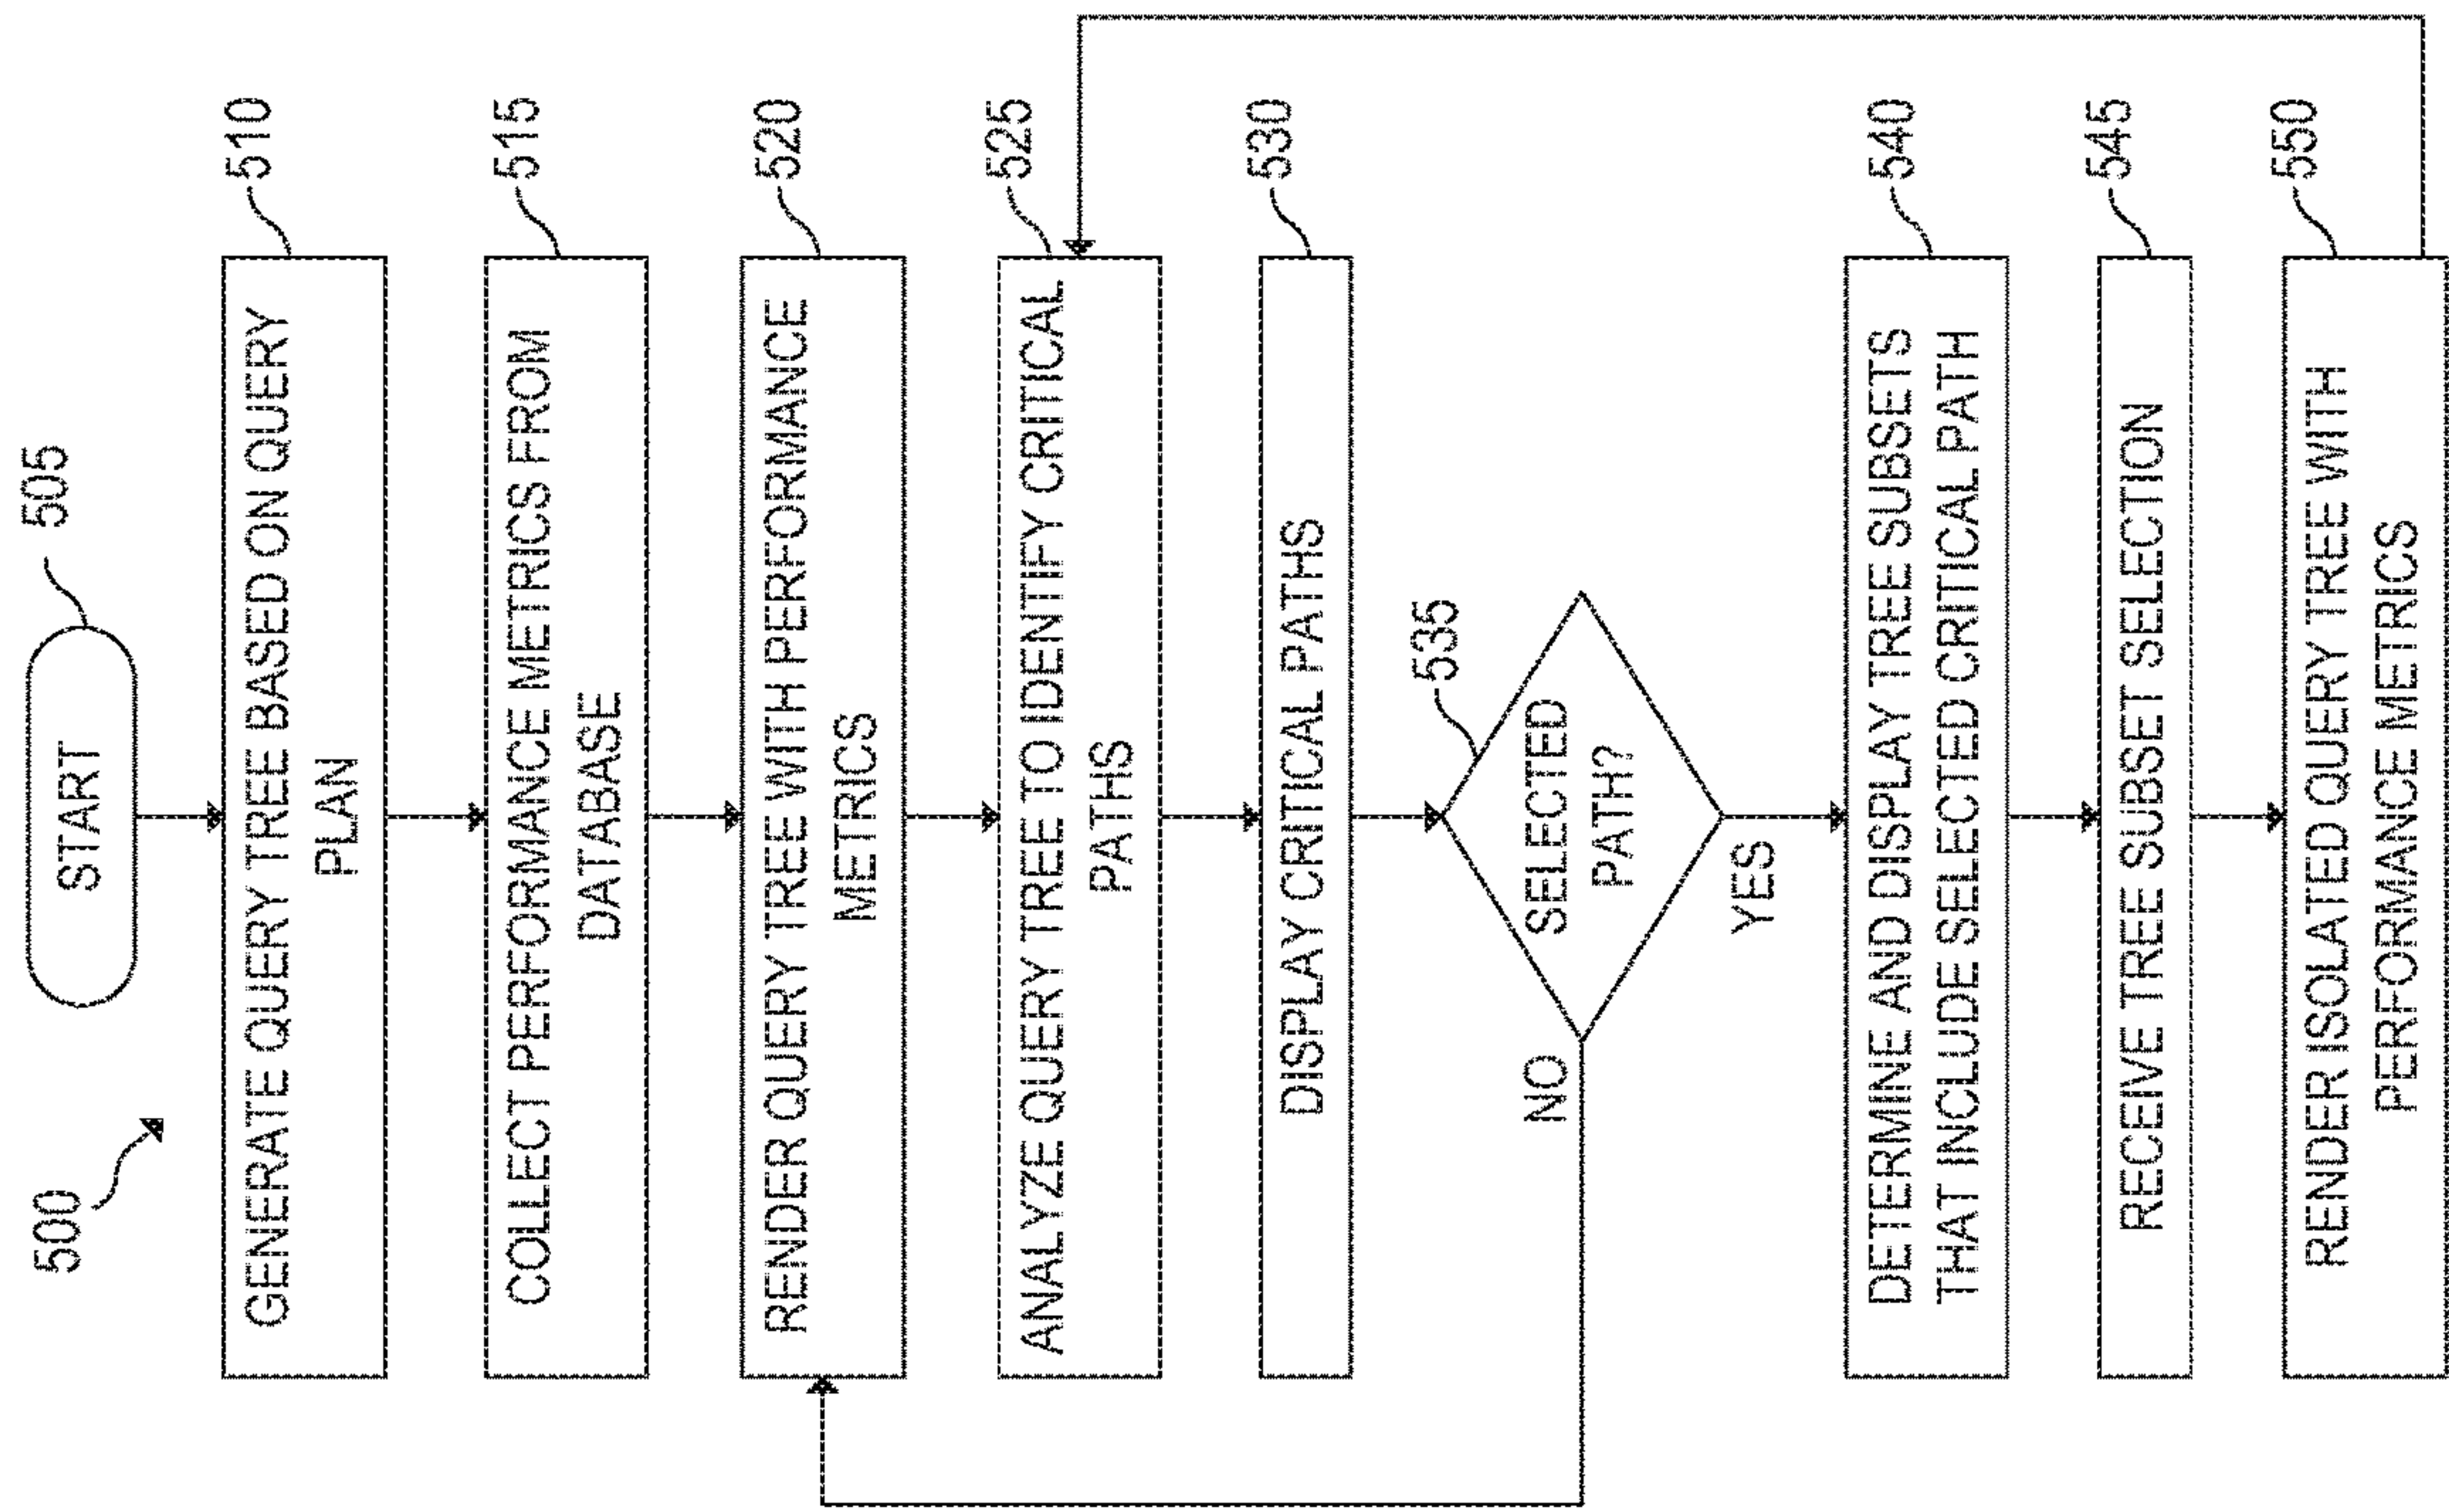 500
START
505
GENERATE QUERY TREE BASED ON QUERY
PLAN
510
COLLECT PERFORMANCE METRICS FROM
DATABASE
515
RENDER QUERY TREE WITH PERFORMANCE
METRICS
520
ANALYZE QUERY TREE TO IDENTIFY CRITICAL
PATHS
525
DISPLAY CRITICAL PATHS
530
SELECTED
PATH?
535
NO
YES
DETERMINE AND DISPLAY TREE SUBSETS
THAT INCLUDE SELECTED CRITICAL PATH
540
RECEIVE TREE SUBSET SELECTION
545
RENDER ISOLATED QUERY TREE WITH
PERFORMANCE METRICS
550